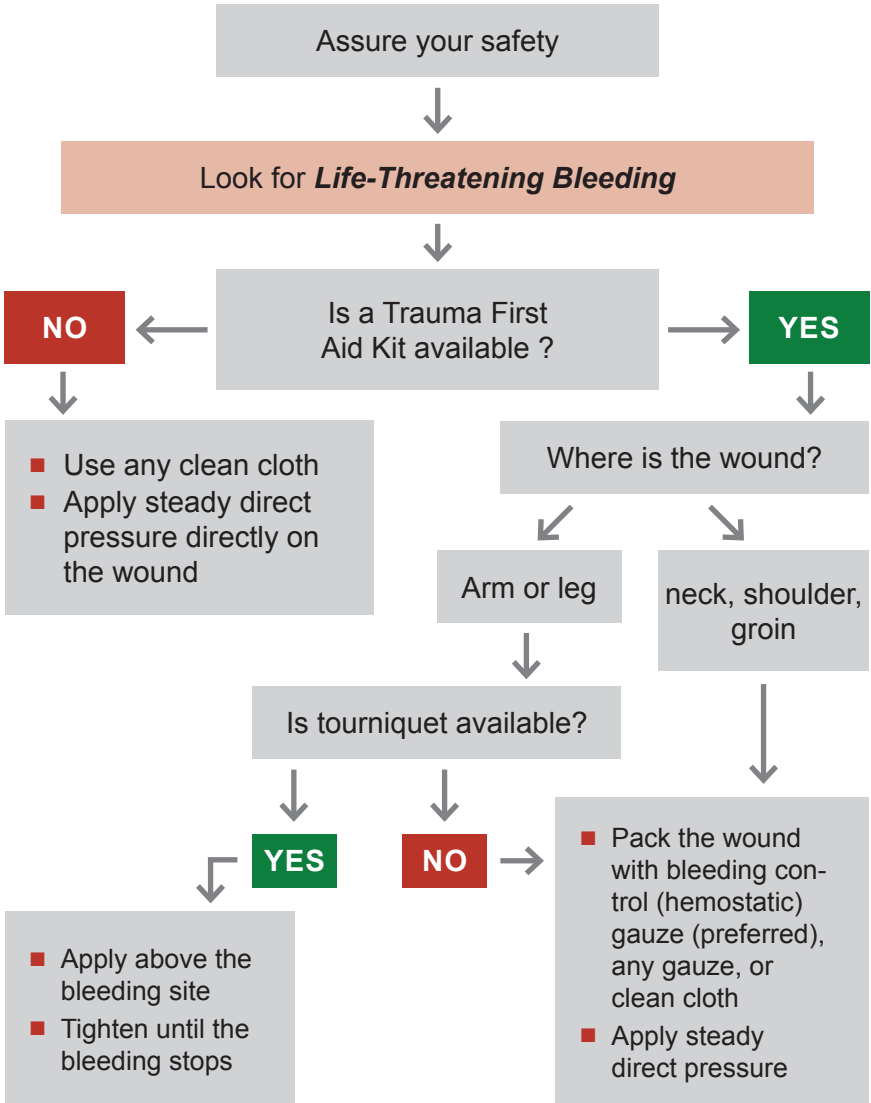 Assure your safety
Look for Life-Threatening Bleeding
Is a Trauma First
Aid Kit available ?
NO
YES
Use any clean cloth
Apply steady direct
pressure directly on
the wound
Where is the wound?
Arm or leg
neck, shoulder,
groin
Is tourniquet available?
YES
NO
Apply above the
bleeding site
Tighten until the
bleeding stops
Pack the wound
with bleeding con-
trol (hemostatic)
gauze (preferred),
any gauze, or
clean cloth
Apply steady
direct pressure